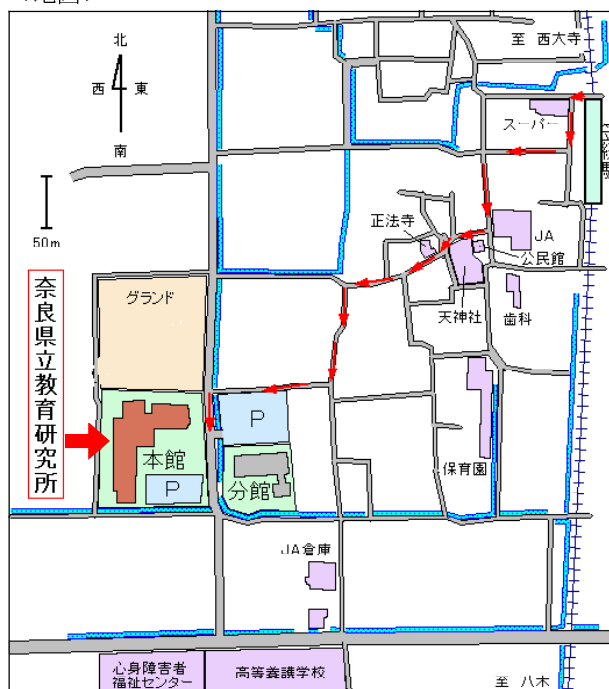 北
西 東
南
50m
至 西大寺
スーパー
正法寺
JA
公民館
天神社
歯科
グランド
奈良県立教育研究所
本館
P
P
分館
保育園
JA倉庫
心身障害者
福祉センター
高等養護学校
至 八木